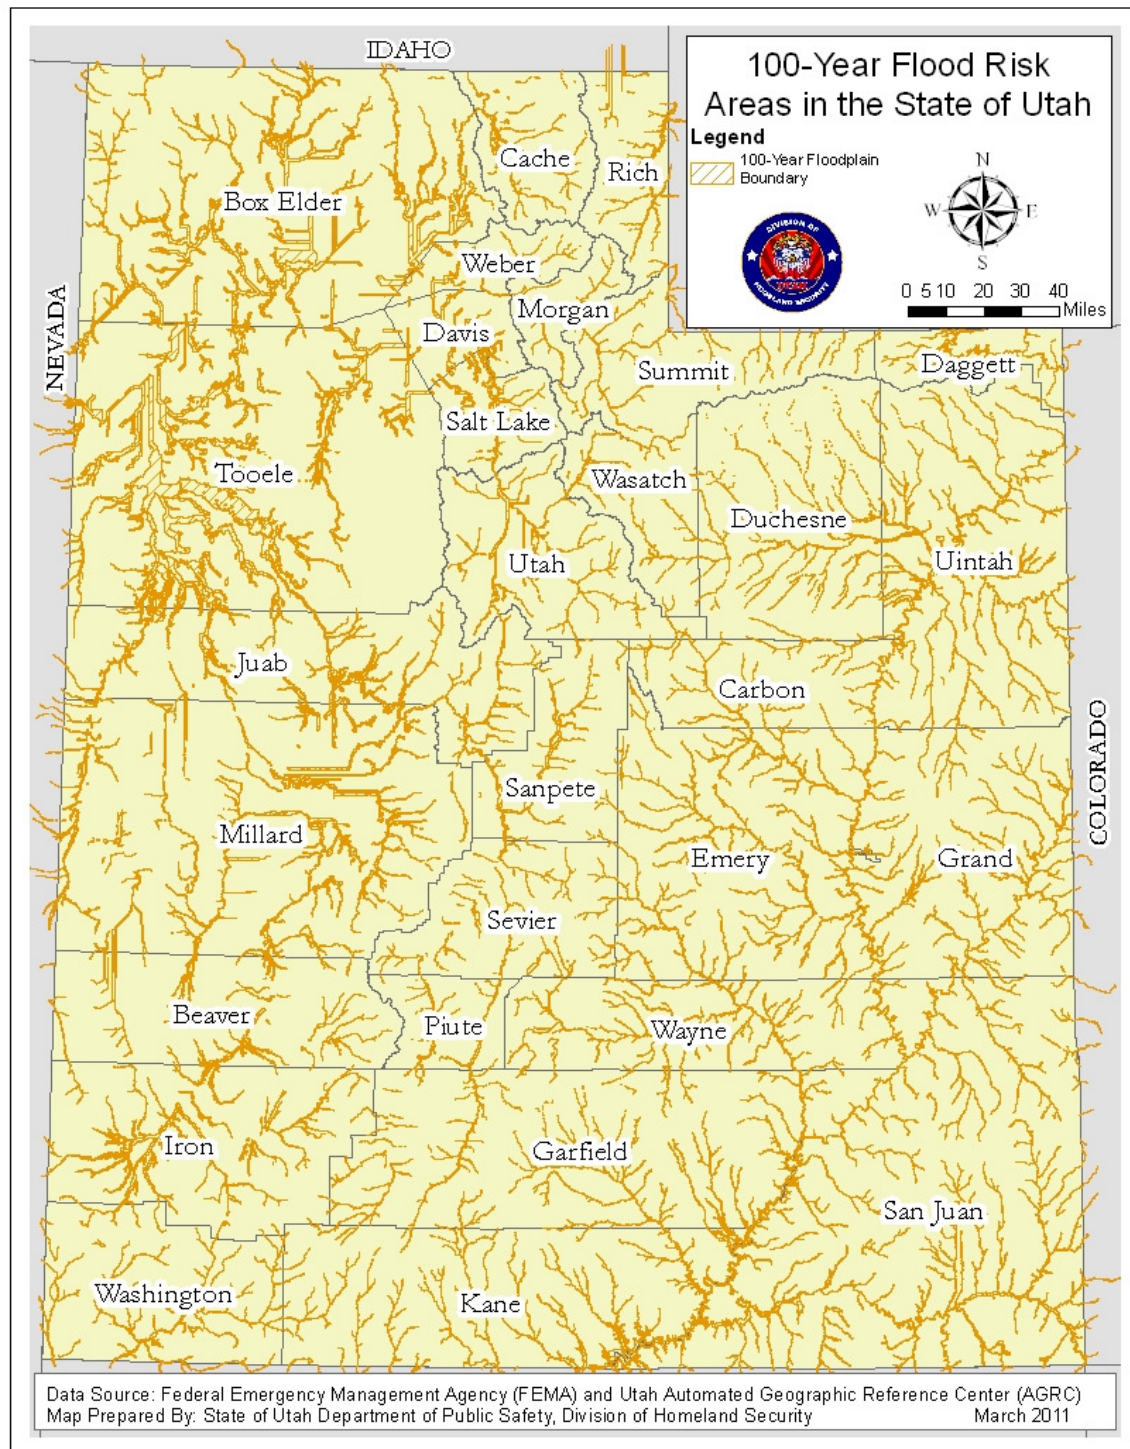 100-Year Flood Risk
Areas in the State of Utah
Legend
100-Year Floodplain
Boundary
N
W E
S
DIVISION OF
HOMELAND SECURITY
0 5 10 20 30 40
Miles
IDAHO
NEVADA
COLORADO
Cache
Rich
Box Elder
Weber
Morgan
Davis
Summit
Daggett
Salt Lake
Tooele
Wasatch
Duchesne
Utah
Uintah
Juab
Carbon
Sanpete
Millard
Emery
Grand
Sevier
Beaver
Piute
Wayne
Iron
Garfield
San Juan
Washington
Kane
Data Source: Federal Emergency Management Agency (FEMA) and Utah Automated Geographic Reference Center (AGRC)
Map Prepared By: State of Utah Department of Public Safety, Division of Homeland Security March 2011